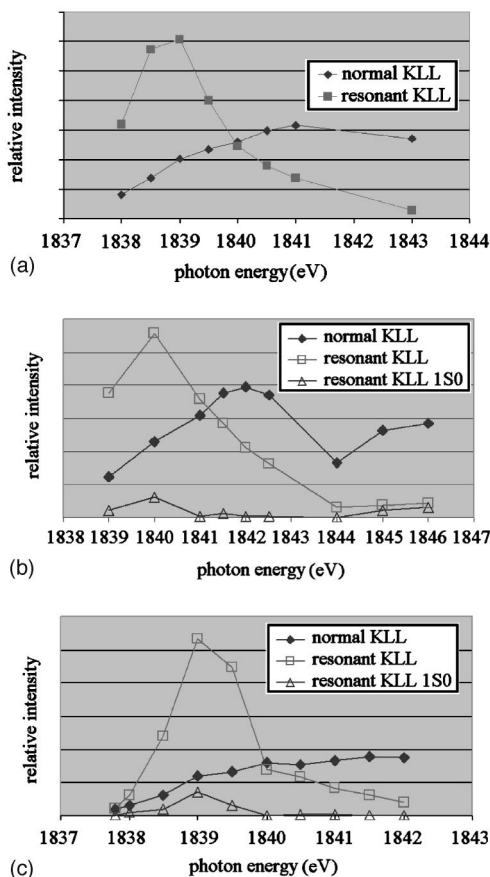 relative intensity
normal KLL
resonant KLL
1837 1838 1839 1840 1841 1842 1843 1844
photon energy (eV)
(a)
relative intensity
normal KLL
resonant KLL
resonant KLL 1S0
1838 1839 1840 1841 1842 1843 1844 1845 1846 1847
photon energy (eV)
(b)
relative intensity
normal KLL
resonant KLL
resonant KLL 1S0
1837 1838 1839 1840 1841 1842 1843
photon energy (eV)
(c)